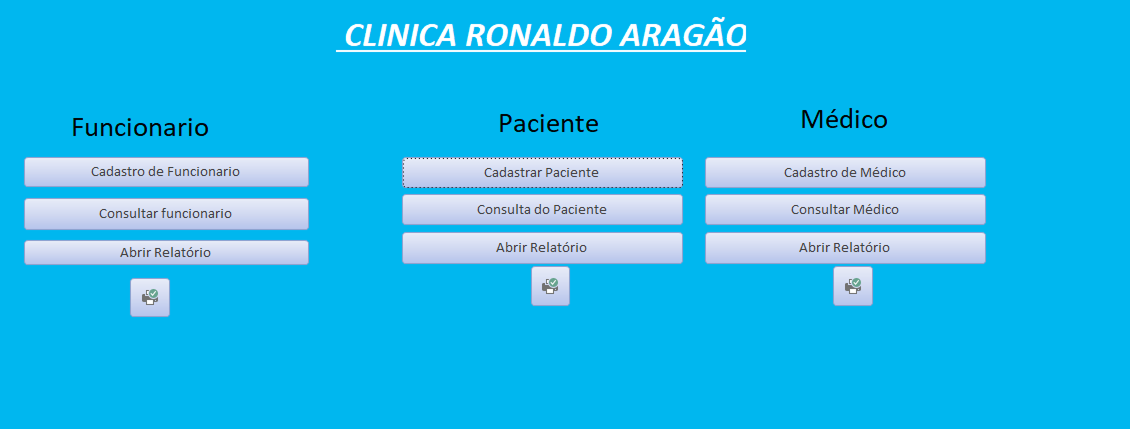 CLINICA RONALDO ARAGÃO
Funcionario
Cadastro de Funcionario
Consultar funcionario
Abrir Relatório
Paciente
Cadastrar Paciente
Consulta do Paciente
Abrir Relatório
Médico
Cadastro de Médico
Consultar Médico
Abrir Relatório